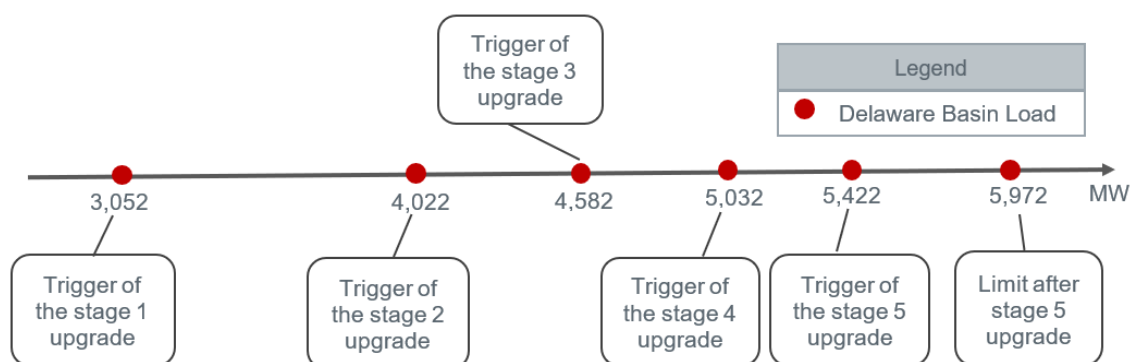 Trigger of
the stage 3
upgrade
Legend
Delaware Basin Load
3,052
4,022
4,582
5,032
5,422
5,972
MW
Trigger of
the stage 1
upgrade
Trigger of
the stage 2
upgrade
Trigger of
the stage 4
upgrade
Trigger of
the stage 5
upgrade
Limit after
stage 5
upgrade